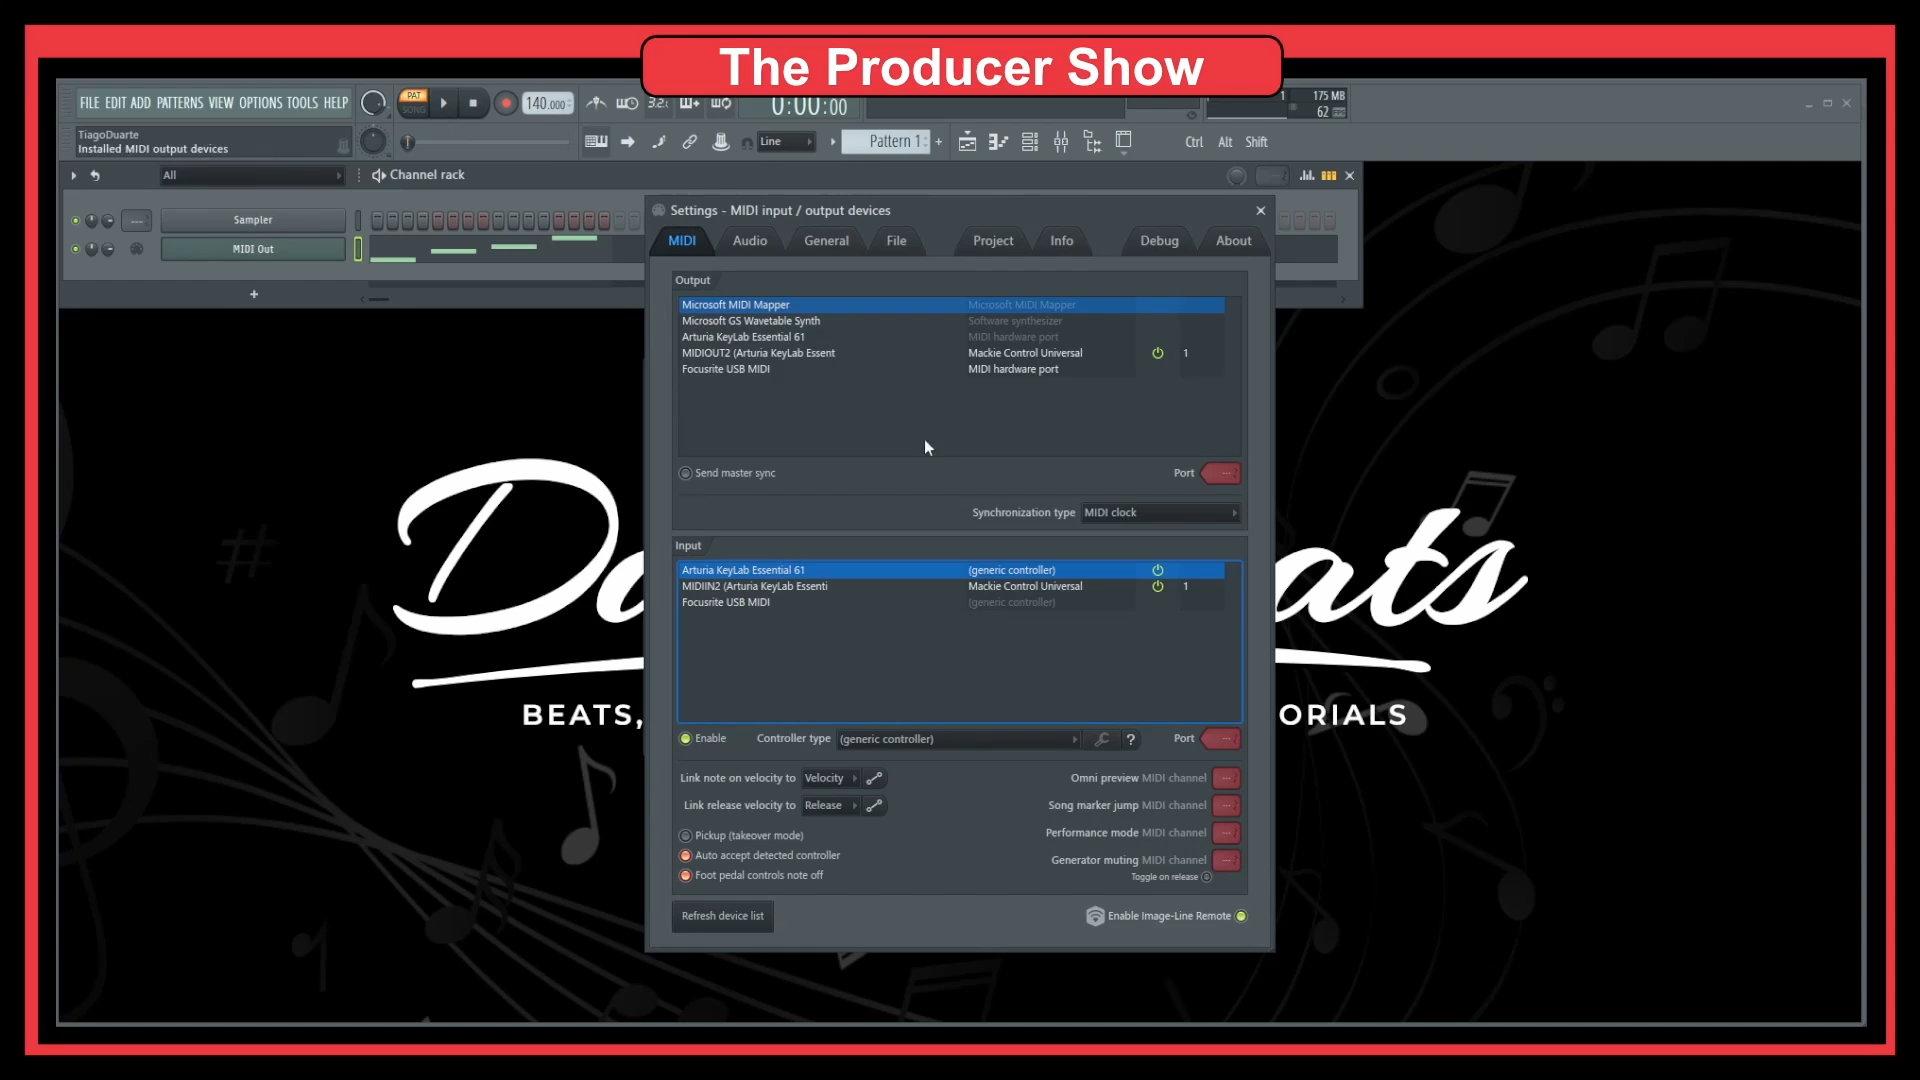 The Producer Show
FILE EDIT ADD PATTERNS VIEW OPTIONS TOOLS HELP
PAT
SONG
140.000
3.2.
0:00:00
1
175 MB
62
TiagoDuarte
Installed MIDI output devices
Line
Pattern 1
+
Ctrl Alt Shift
All
Channel rack
Sampler
MIDI Out
+
Settings - MIDI input / output devices
MIDI Audio General File Project Info Debug About
Output
Microsoft MIDI Mapper Microsoft MIDI Mapper
Microsoft GS Wavetable Synth Software synthesizer
Arturia KeyLab Essential 61 MIDI hardware port
MIDIOUT2 (Arturia KeyLab Essent Mackie Control Universal 1
Focusrite USB MIDI MIDI hardware port
Send master sync Port ---
Synchronization type MIDI clock
Input
Arturia KeyLab Essential 61 (generic controller)
MIDIIN2 (Arturia KeyLab Essenti Mackie Control Universal 1
Focusrite USB MIDI (generic controller)
Enable Controller type (generic controller) ? Port ---
Link note on velocity to Velocity Omni preview MIDI channel ---
Link release velocity to Release Song marker jump MIDI channel ---
Pickup (takeover mode) Performance mode MIDI channel ---
Auto accept detected controller Generator muting MIDI channel ---
Foot pedal controls note off Toggle on release
Refresh device list Enable Image-Line Remote
BEATS,
ORIALS